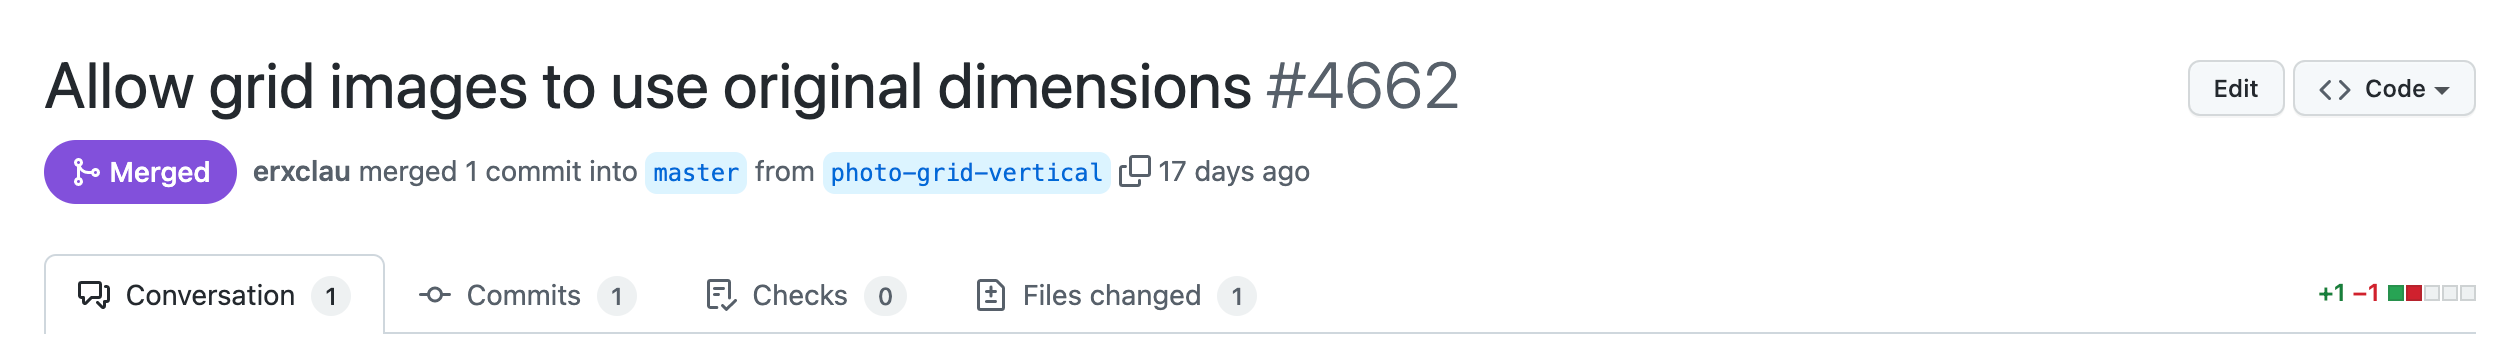 Allow grid images to use original dimensions #4662
Edit
Code
Merged
erxclau merged 1 commit into master from photo-grid-vertical 17 days ago
Conversation 1
Commits 1
Checks 0
Files changed 1
+1 −1